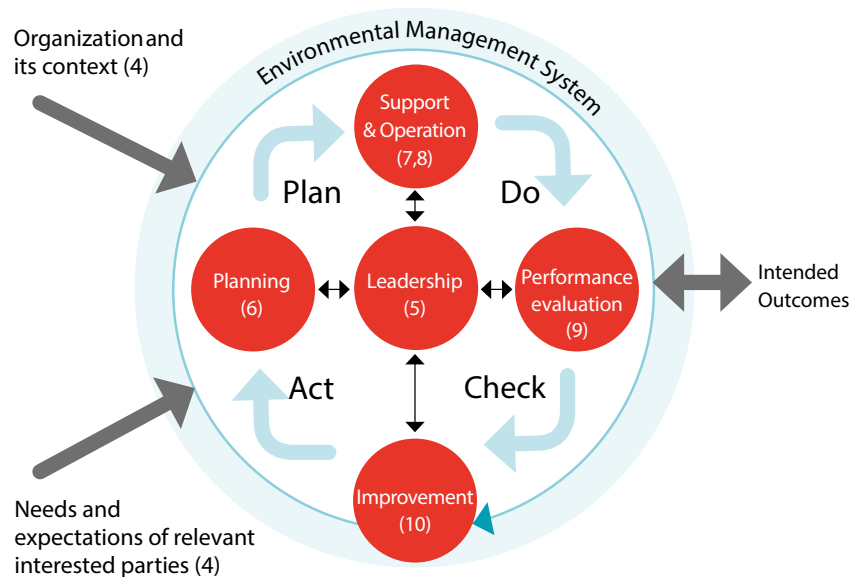 Organization and
its context (4)
Environmental Management System
Support
& Operation
(7,8)
Plan
Do
Planning
(6)
Leadership
(5)
Performance
evaluation
(9)
Intended
Outcomes
Act
Check
Improvement
(10)
Needs and
expectations of relevant
interested parties (4)